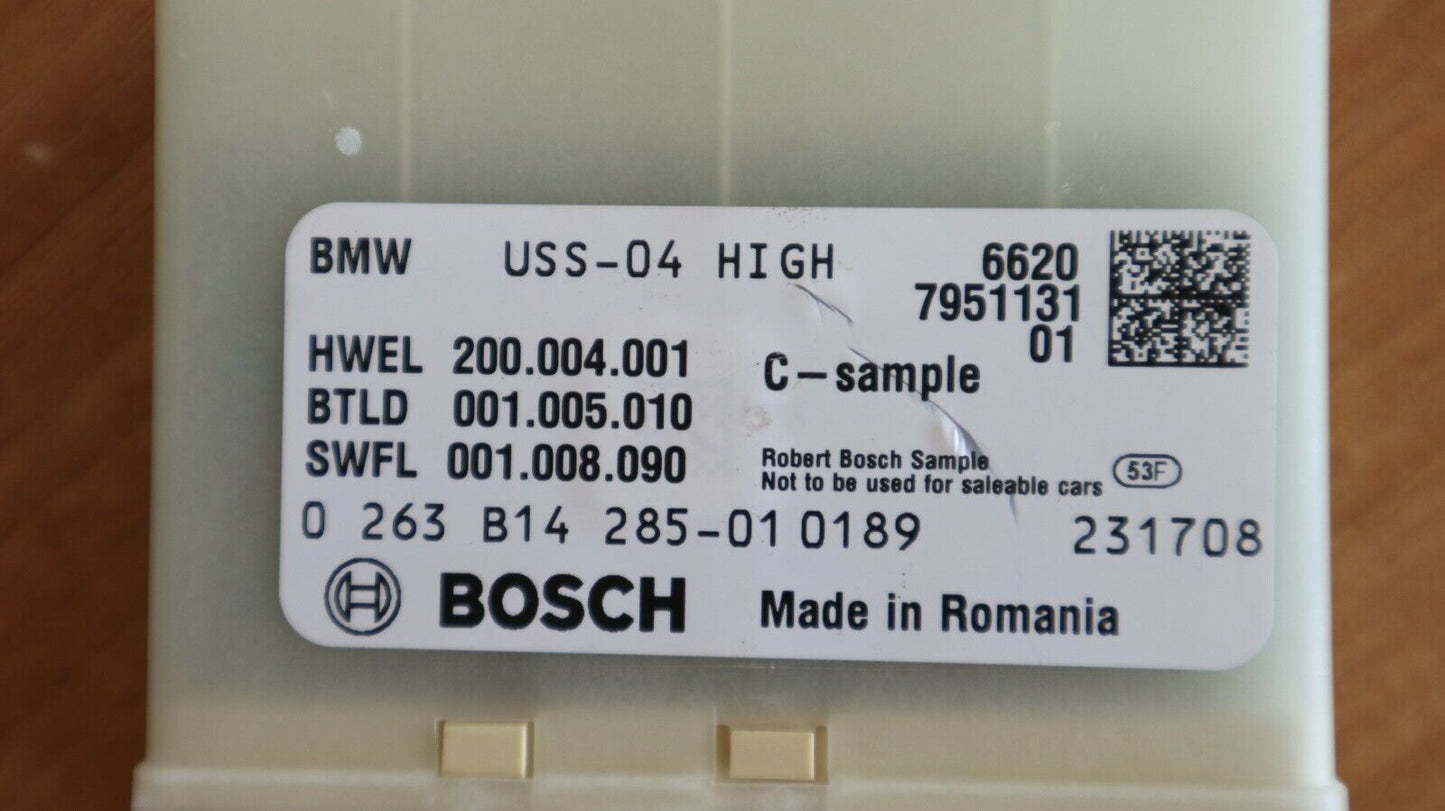 BMW USS-04 HIGH 6620
7951131
01
HWEL 200.004.001
C-sample
BTLD 001.005.010
SWFL 001.008.090
Robert Bosch Sample
Not to be used for saleable cars
53F
0 263 B14 285-01 0189 231708
BOSCH Made in Romania